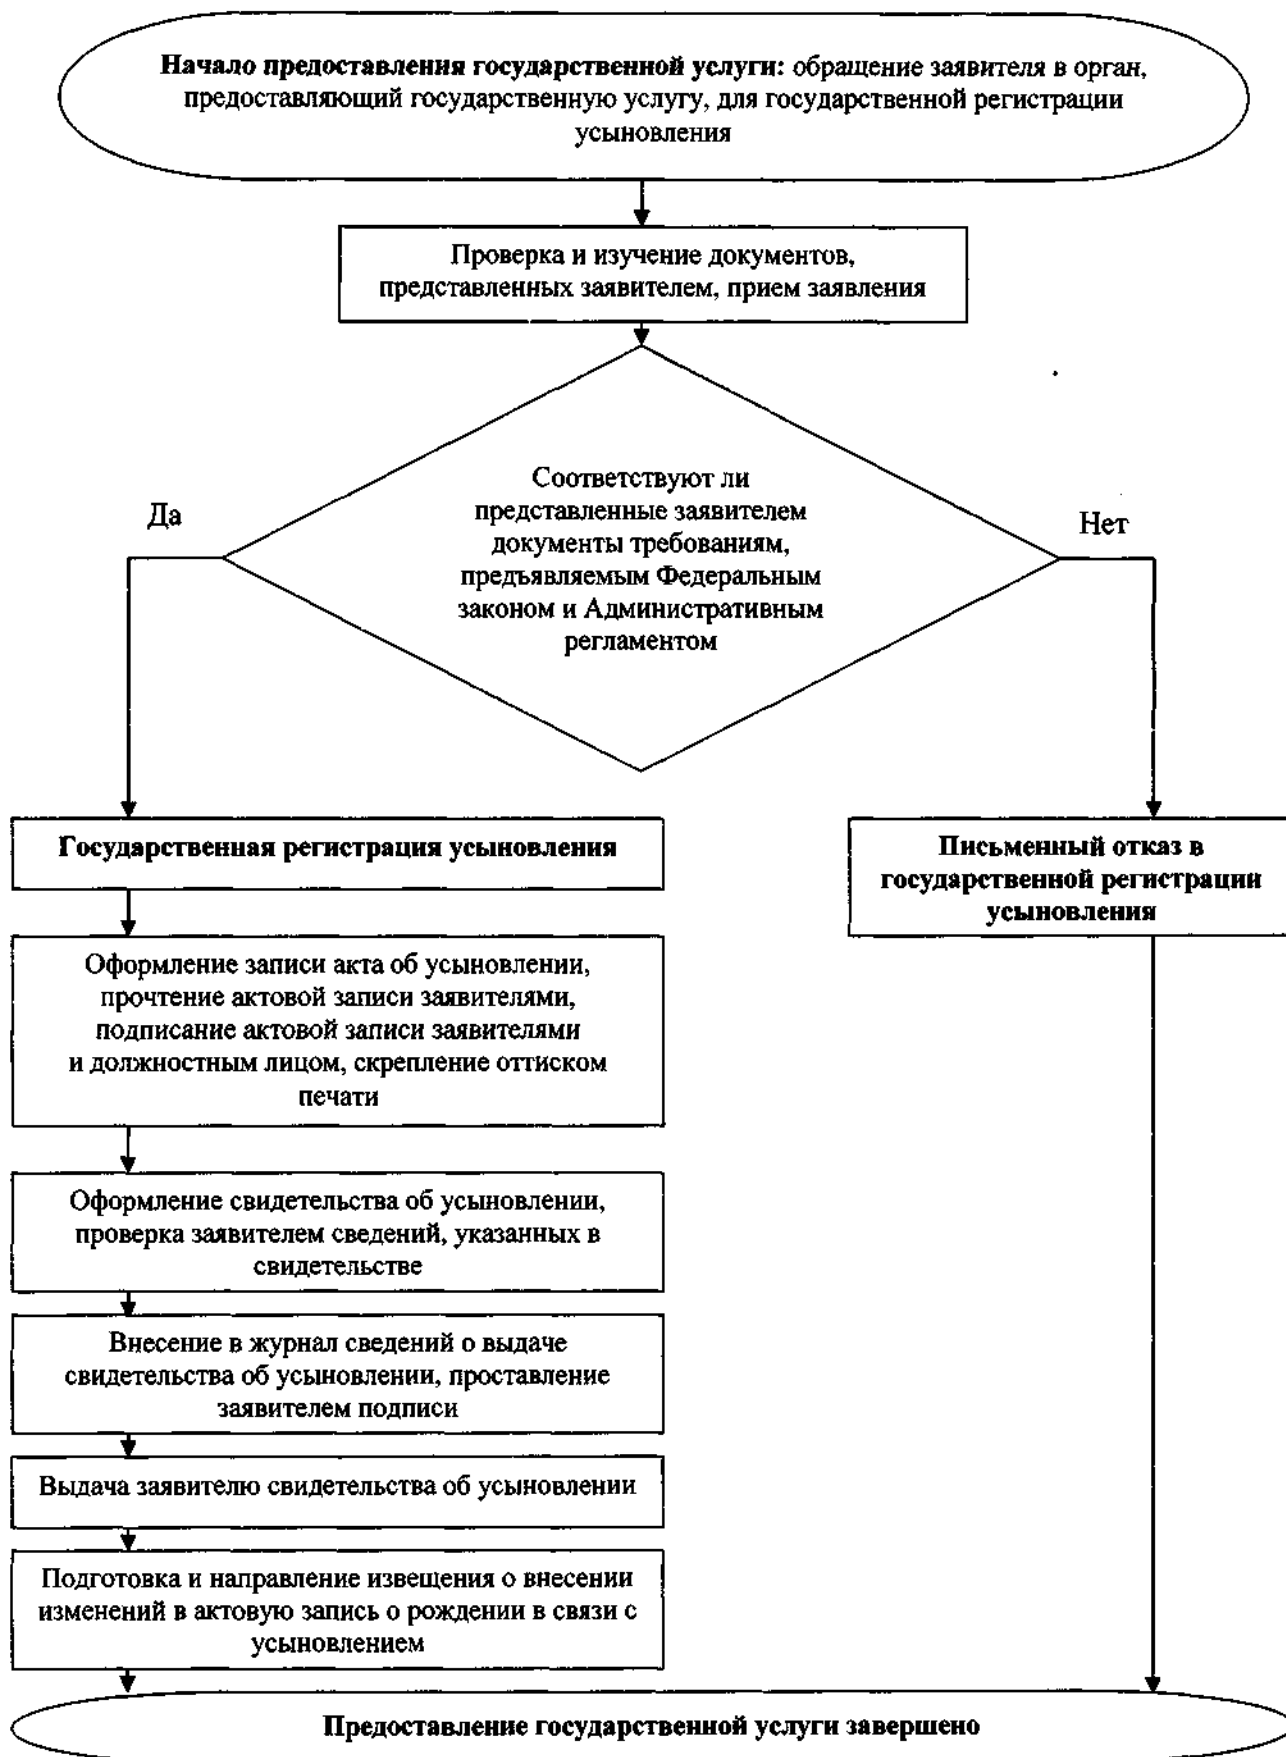 Начало предоставления государственной услуги: обращение заявителя в орган,
предоставляющий государственную услугу, для государственной регистрации
усыновления
Проверка и изучение документов,
представленных заявителем, прием заявления
Соответствуют ли
представленные заявителем
документы требованиям,
предъявляемым Федеральным
законом и Административным
регламентом
Да
Нет
Государственная регистрация усыновления
Письменный отказ в
государственной регистрации
усыновления
Оформление записи акта об усыновлении,
прочтение актовой записи заявителями,
подписание актовой записи заявителями
и должностным лицом, скрепление оттиском
печати
Оформление свидетельства об усыновлении,
проверка заявителем сведений, указанных в
свидетельстве
Внесение в журнал сведений о выдаче
свидетельства об усыновлении, проставление
заявителем подписи
Выдача заявителю свидетельства об усыновлении
Подготовка и направление извещения о внесении
изменений в актовую запись о рождении в связи с
усыновлением
Предоставление государственной услуги завершено